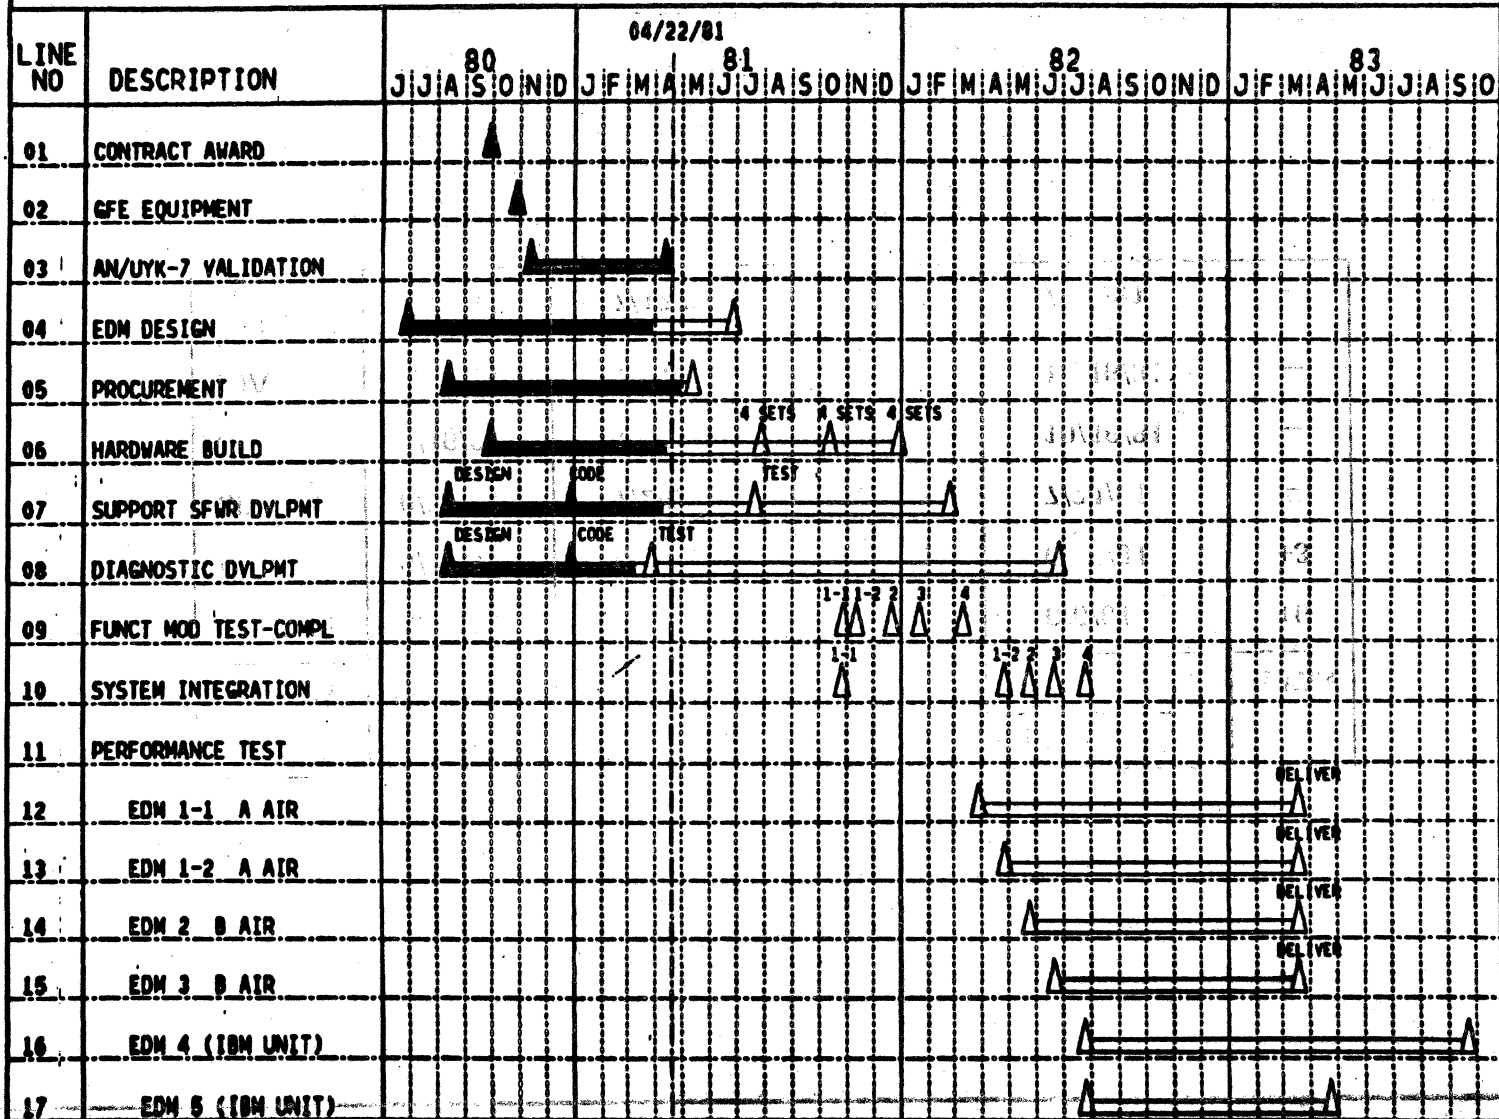 04/22/81
LINE NO DESCRIPTION 80 81 82 83
J J A S O N D J F M A M J J A S O N D J F M A M J J A S O N D J F M A M J J A S O
01 CONTRACT AWARD
02 GFE EQUIPMENT
03 AN/UYK-7 VALIDATION
04 EDM DESIGN
05 PROCUREMENT
4 SETS 4 SETS 4 SETS
06 HARDWARE BUILD
DESIGN CODE TEST
07 SUPPORT SFWR DVLPMT
DESIGN CODE TEST
08 DIAGNOSTIC DVLPMT
1-1 1-2 2 3 4
09 FUNCT MOD TEST-COMPL
1-1 1-2 2 3 4
10 SYSTEM INTEGRATION
11 PERFORMANCE TEST
DELIVER
12 EDM 1-1 A AIR
DELIVER
13 EDM 1-2 A AIR
DELIVER
14 EDM 2 B AIR
DELIVER
15 EDM 3 B AIR
16 EDM 4 (IBM UNIT)
17 EDM 5 (IBM UNIT)